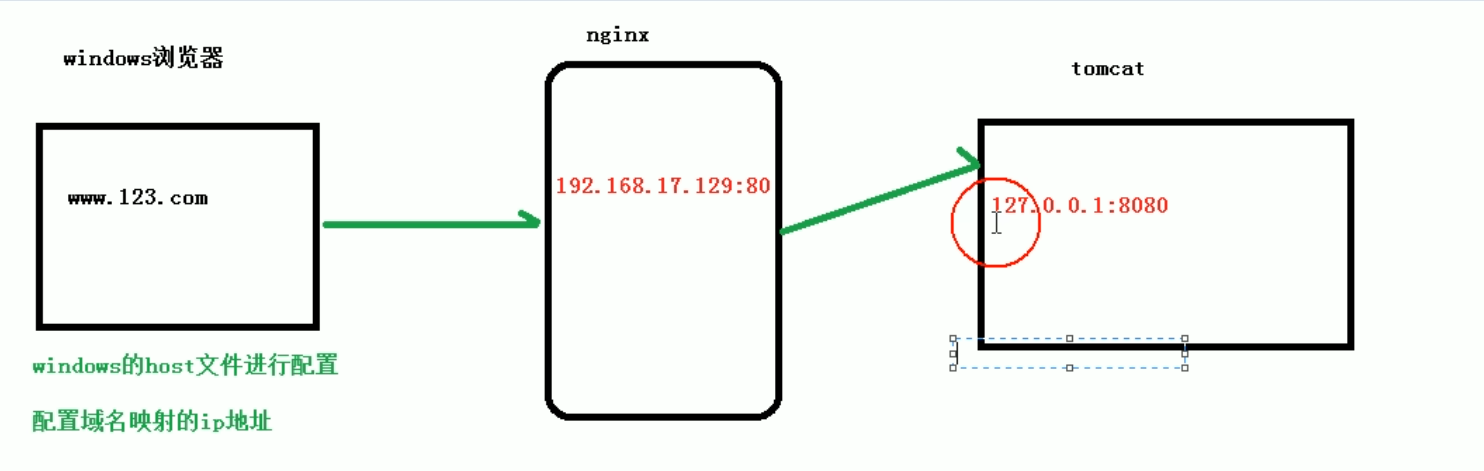 windows浏览器
www.123.com
windows的host文件进行配置
配置域名映射的ip地址
nginx
192.168.17.129:80
tomcat
127.0.0.1:8080